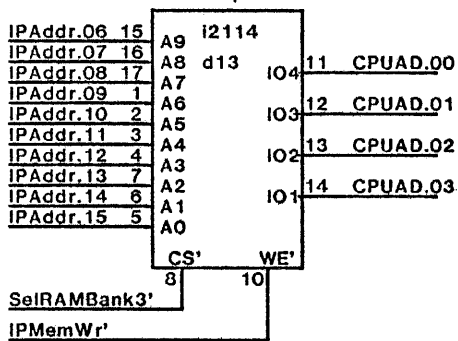 IPAddr.06 15 A9 i2114
IPAddr.07 16 A8 d13
IPAddr.08 17 A7 IO4 11 CPUAD.00
IPAddr.09 1 A6
IPAddr.10 2 A5 IO3 12 CPUAD.01
IPAddr.11 3 A4
IPAddr.12 4 A3 IO2 13 CPUAD.02
IPAddr.13 7 A2
IPAddr.14 6 A1 IO1 14 CPUAD.03
IPAddr.15 5 A0
CS' WE'
8 10
SelRAMBank3'
IPMemWr'